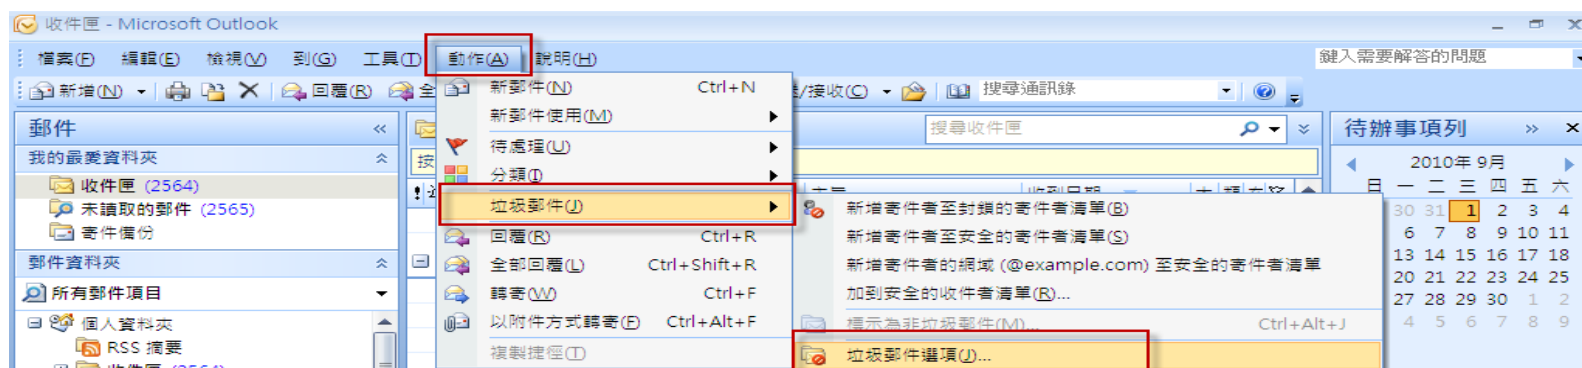 收件匣 - Microsoft Outlook
檔案(F) 編輯(E) 檢視(V) 到(G) 工具(T) 動作(A) 說明(H)
鍵入需要解答的問題
新增(N) 回覆(R) 全
/接收(C) 搜尋通訊錄
郵件
我的最愛資料夾
收件匣 (2564)
未讀取的郵件 (2565)
寄件備份
郵件資料夾
所有郵件項目
個人資料夾
RSS 摘要
收件匣 (2564)
按
新郵件(N) Ctrl+N
新郵件使用(M)
待處理(U)
分類(I)
垃圾郵件(J)
回覆(R) Ctrl+R
全部回覆(L) Ctrl+Shift+R
轉寄(W) Ctrl+F
以附件方式轉寄(F) Ctrl+Alt+F
複製捷徑(T)
搜尋收件匣
新增寄件者至封鎖的寄件者清單(B)
新增寄件者至安全的寄件者清單(S)
新增寄件者的網域 (@example.com) 至安全的寄件者清單
加到安全的收件者清單(R)...
標示為非垃圾郵件(M)... Ctrl+Alt+J
垃圾郵件選項(J)...
待辦事項列
2010年 9月
日 一 二 三 四 五 六
30 31 1 2 3 4
6 7 8 9 10 11
13 14 15 16 17 18
20 21 22 23 24 25
27 28 29 30 1 2
4 5 6 7 8 9